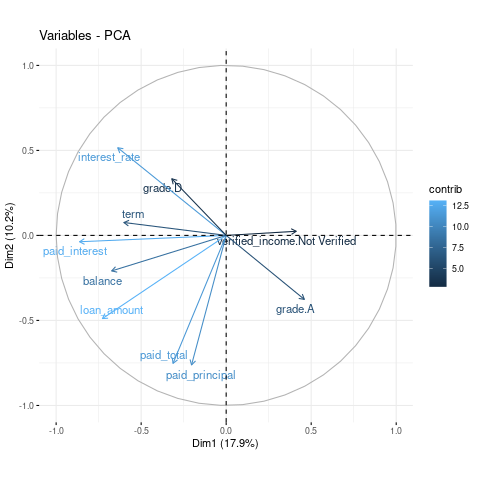 Variables - PCA
1.0
0.5
0.0
-0.5
-1.0
interest_rate
grade.D
term
verified_income.Not Verified
paid_interest
balance
loan_amount
grade.A
paid_total
paid_principal
-1.0
-0.5
0.0
0.5
1.0
Dim1 (17.9%)
Dim2 (10.2%)
contrib
12.5
10.0
7.5
5.0